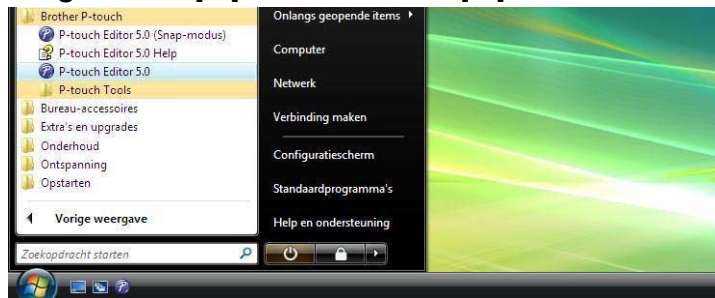 Brother P-touch
P-touch Editor 5.0 (Snap-modus)
P-touch Editor 5.0 Help
P-touch Editor 5.0
P-touch Tools
Bureau-accessoires
Extra's en upgrades
Onderhoud
Ontspanning
Opstarten
Vorige weergave
Zoekopdracht starten
Onlangs geopende items
Computer
Netwerk
Verbinding maken
Configuratiescherm
Standaardprogramma's
Help en ondersteuning